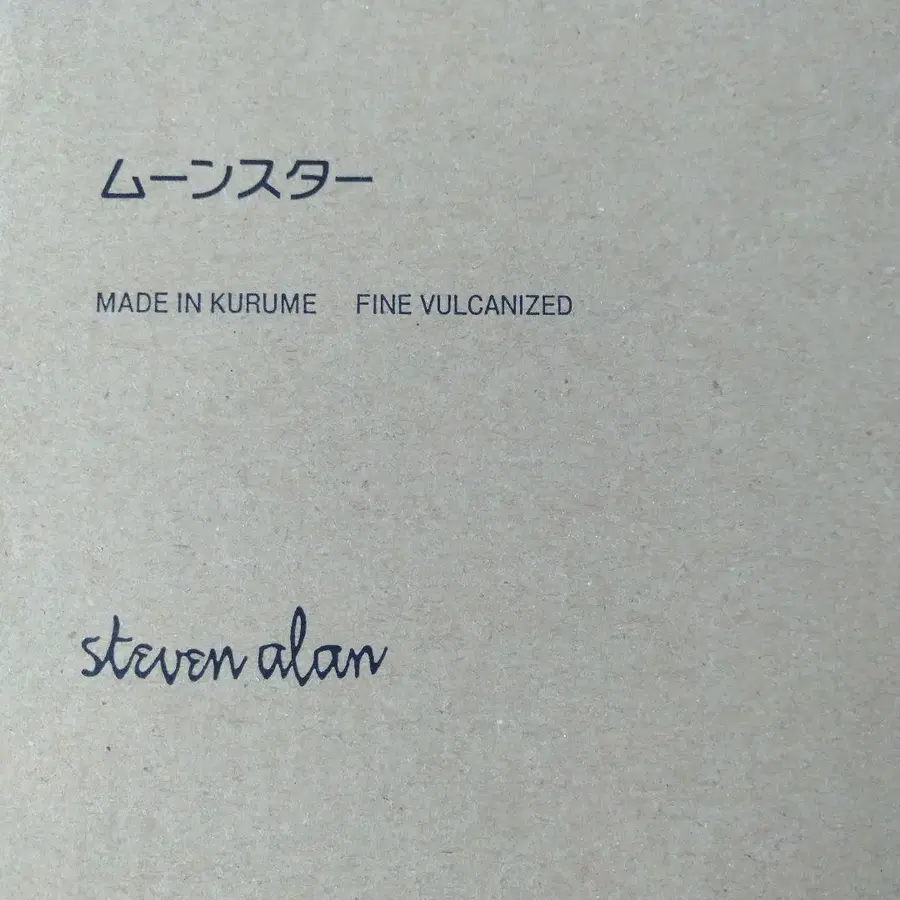 ムーンスター
MADE IN KURUME FINE VULCANIZED
steven alan